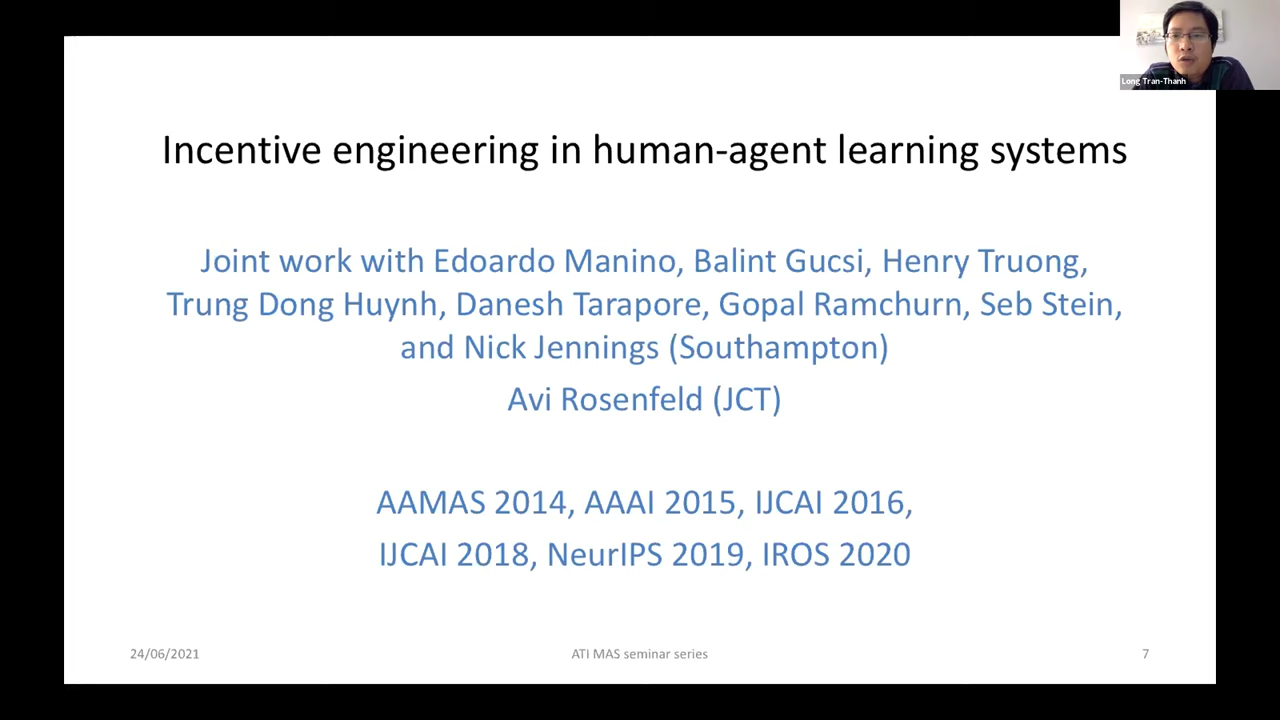 Long Tran-Thanh
Incentive engineering in human-agent learning systems
Joint work with Edoardo Manino, Balint Gucsi, Henry Truong,
Trung Dong Huynh, Danesh Tarapore, Gopal Ramchurn, Seb Stein,
and Nick Jennings (Southampton)
Avi Rosenfeld (JCT)
AAMAS 2014, AAAI 2015, IJCAI 2016,
IJCAI 2018, NeurIPS 2019, IROS 2020
24/06/2021 ATI MAS seminar series 7